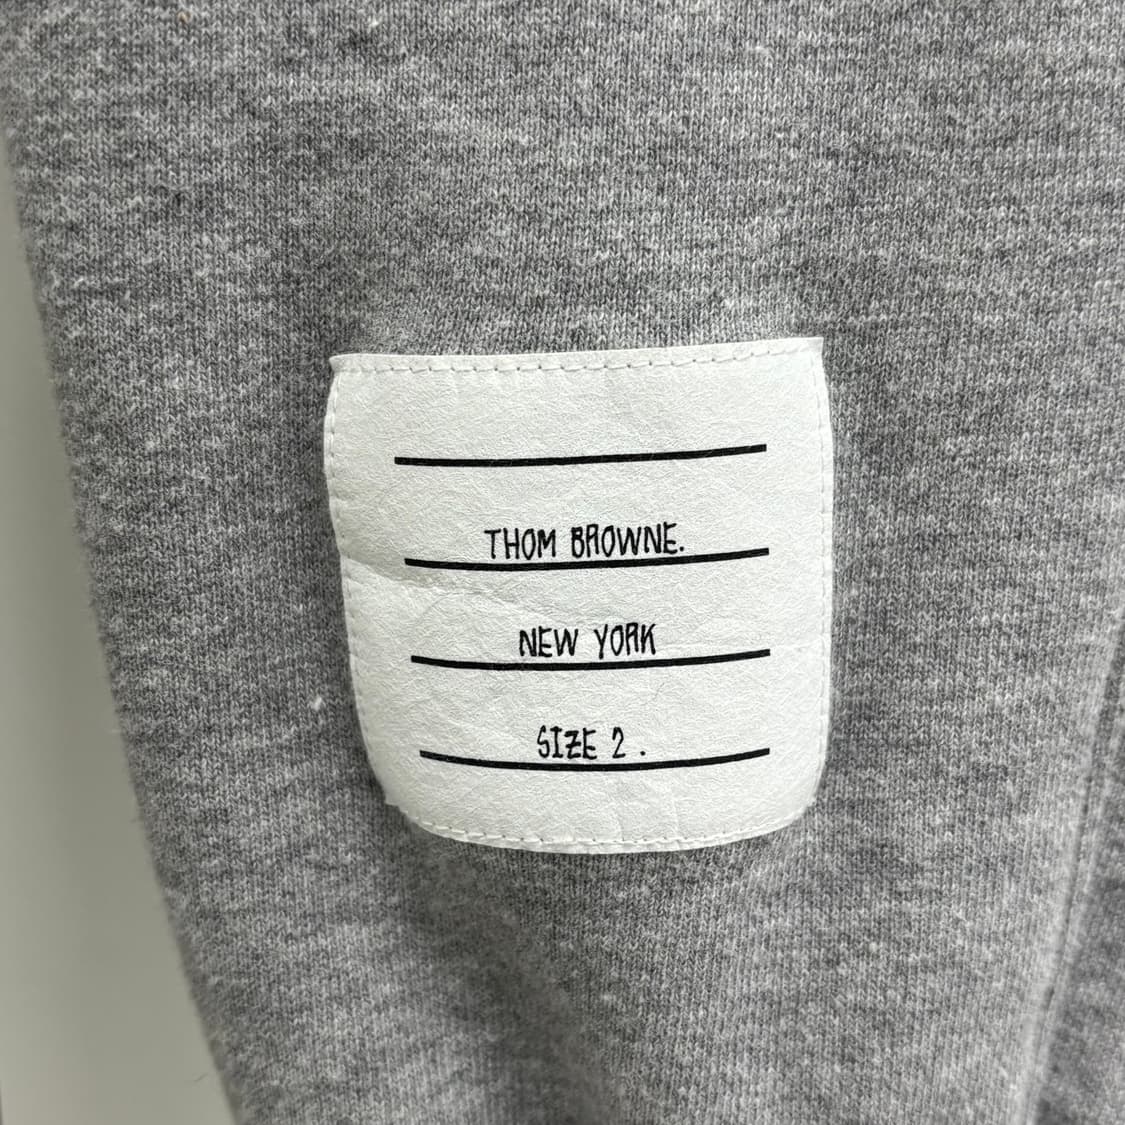 THOM BROWNE.
NEW YORK
SIZE 2 .